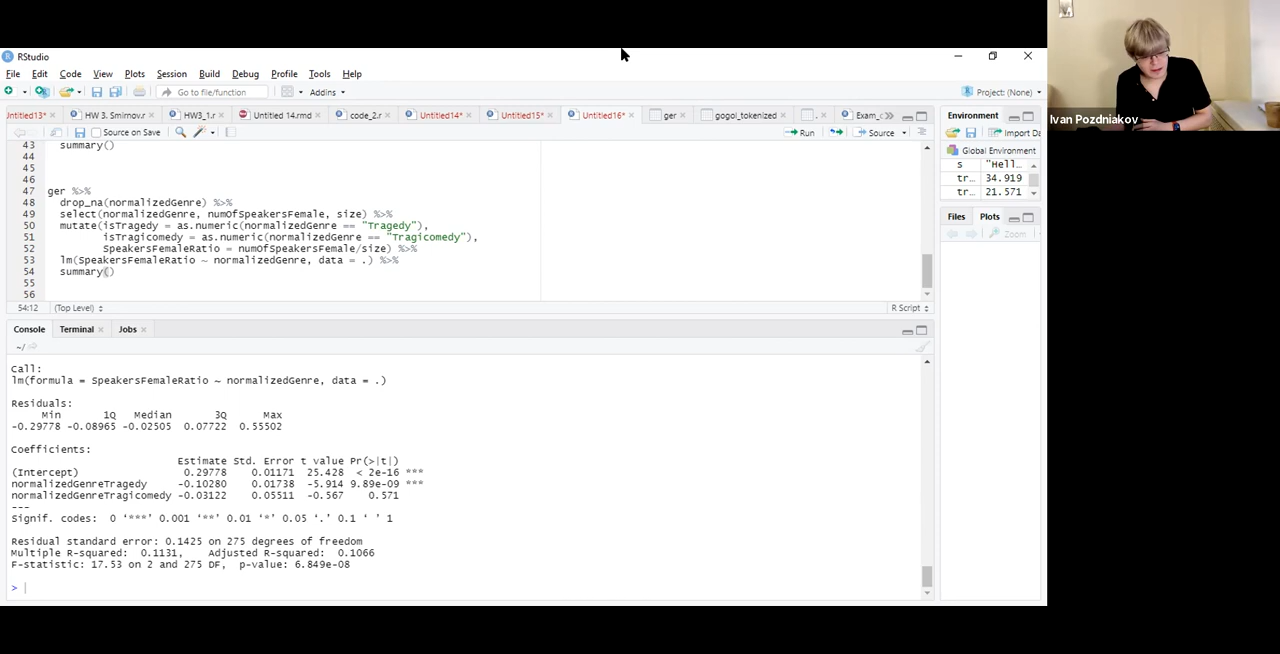 RStudio
File Edit Code View Plots Session Build Debug Profile Tools Help
Go to file/function Addins Project: (None)
Untitled13* HW 3. Smirnov.r HW3_1.r Untitled 14.rmd code_2.r Untitled14* Untitled15* Untitled16* ger gogol_tokenized Exam_c
Source on Save Run Source
43 summary()
44
45
46
47 ger %>%
48 drop_na(normalizedGenre) %>%
49 select(normalizedGenre, numOfSpeakersFemale, size) %>%
50 mutate(isTragedy = as.numeric(normalizedGenre == "Tragedy"),
51 isTragicomedy = as.numeric(normalizedGenre == "Tragicomedy"),
52 SpeakersFemaleRatio = numOfSpeakersFemale/size) %>%
53 lm(SpeakersFemaleRatio ~ normalizedGenre, data = .) %>%
54 summary()
55
56
54:12 (Top Level) R Script
Console Terminal Jobs
~/
Call:
lm(formula = SpeakersFemaleRatio ~ normalizedGenre, data = .)
Residuals:
Min 1Q Median 3Q Max
-0.29778 -0.08965 -0.02505 0.07722 0.55502
Coefficients:
Estimate Std. Error t value Pr(>|t|)
(Intercept) 0.29778 0.01171 25.428 < 2e-16 ***
normalizedGenreTragedy -0.10280 0.01738 -5.914 9.89e-09 ***
normalizedGenreTragicomedy -0.03122 0.05511 -0.567 0.571
---
Signif. codes: 0 ‘***’ 0.001 ‘**’ 0.01 ‘*’ 0.05 ‘.’ 0.1 ‘ ’ 1
Residual standard error: 0.1425 on 275 degrees of freedom
Multiple R-squared: 0.1131, Adjusted R-squared: 0.1066
F-statistic: 17.53 on 2 and 275 DF, p-value: 6.849e-08
>
Environment
Import Da
Global Environment
s "Hell…
tr… 34.919
tr… 21.571
Files Plots
Zoom
Ivan Pozdniakov